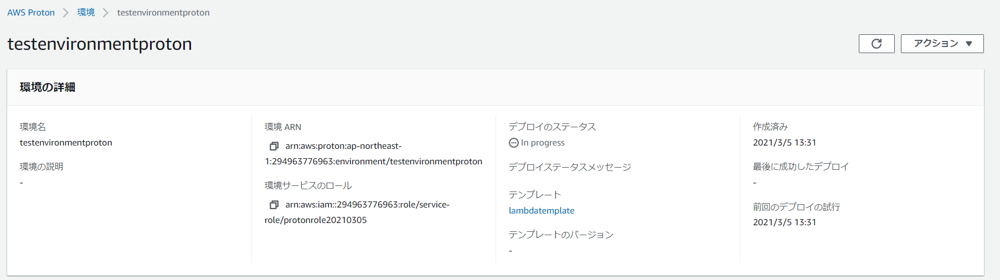 AWS Proton > 環境 > testenvironmentproton
testenvironmentproton
アクション ▼
環境の詳細
環境名
testenvironmentproton
環境の説明
-
環境 ARN
arn:aws:proton:ap-northeast-
1:294963776963:environment/testenvironmentproton
環境サービスのロール
arn:aws:iam::294963776963:role/service-
role/protonrole20210305
デプロイのステータス
In progress
デプロイステータスメッセージ
テンプレート
lambdatemplate
テンプレートのバージョン
-
作成済み
2021/3/5 13:31
最後に成功したデプロイ
-
前回のデプロイの試行
2021/3/5 13:31